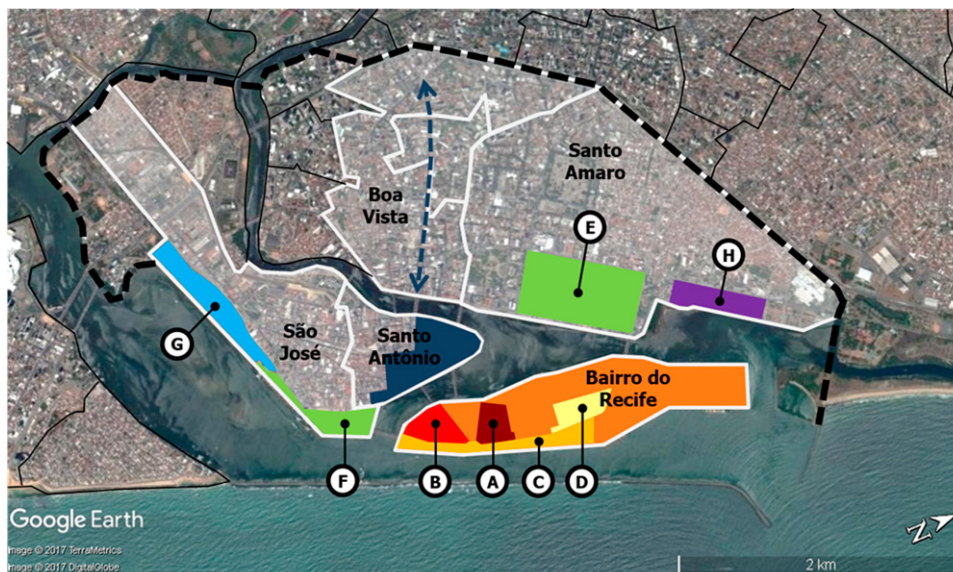 Santo
Amaro
Boa
Vista
E
H
G
São
José
Santo
Antônio
Bairro do
Recife
F
B
A
C
D
Google Earth
Image © 2017 TerraMetrics
Image © 2017 DigitalGlobe
2 km
N